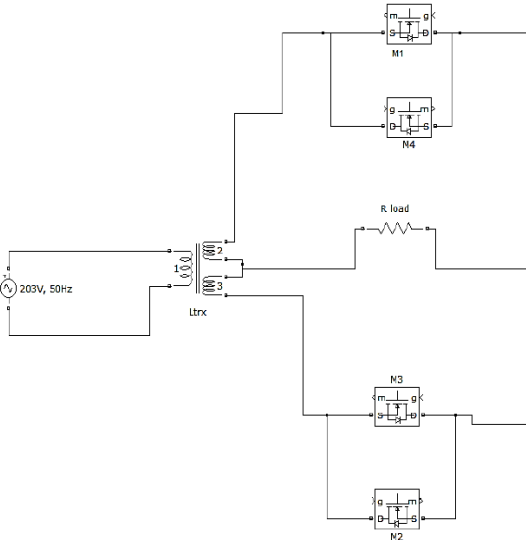 m g
S D
M1
g m
D S
M4
R load
1 2
203V, 50Hz
3
Ltrx
M3
m g
S D
g m
D S
M2